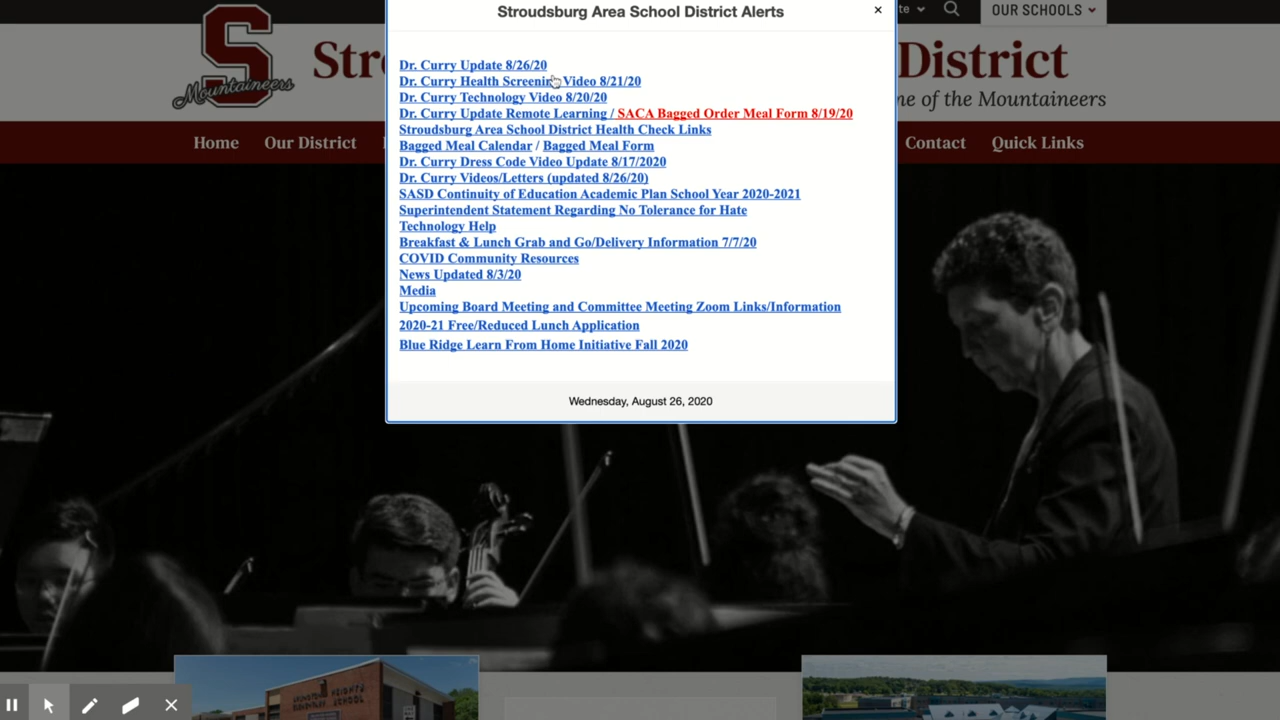 Stroudsburg Area School District Alerts
×
te
OUR SCHOOLS
S
Mountaineers
District
me of the Mountaineers
Home
Our District
Contact
Quick Links
Dr. Curry Update 8/26/20
Dr. Curry Health Screening Video 8/21/20
Dr. Curry Technology Video 8/20/20
Dr. Curry Update Remote Learning / SACA Bagged Order Meal Form 8/19/20
Stroudsburg Area School District Health Check Links
Bagged Meal Calendar / Bagged Meal Form
Dr. Curry Dress Code Video Update 8/17/2020
Dr. Curry Videos/Letters (updated 8/26/20)
SASD Continuity of Education Academic Plan School Year 2020-2021
Superintendent Statement Regarding No Tolerance for Hate
Technology Help
Breakfast & Lunch Grab and Go/Delivery Information 7/7/20
COVID Community Resources
News Updated 8/3/20
Media
Upcoming Board Meeting and Committee Meeting Zoom Links/Information
2020-21 Free/Reduced Lunch Application
Blue Ridge Learn From Home Initiative Fall 2020
Wednesday, August 26, 2020